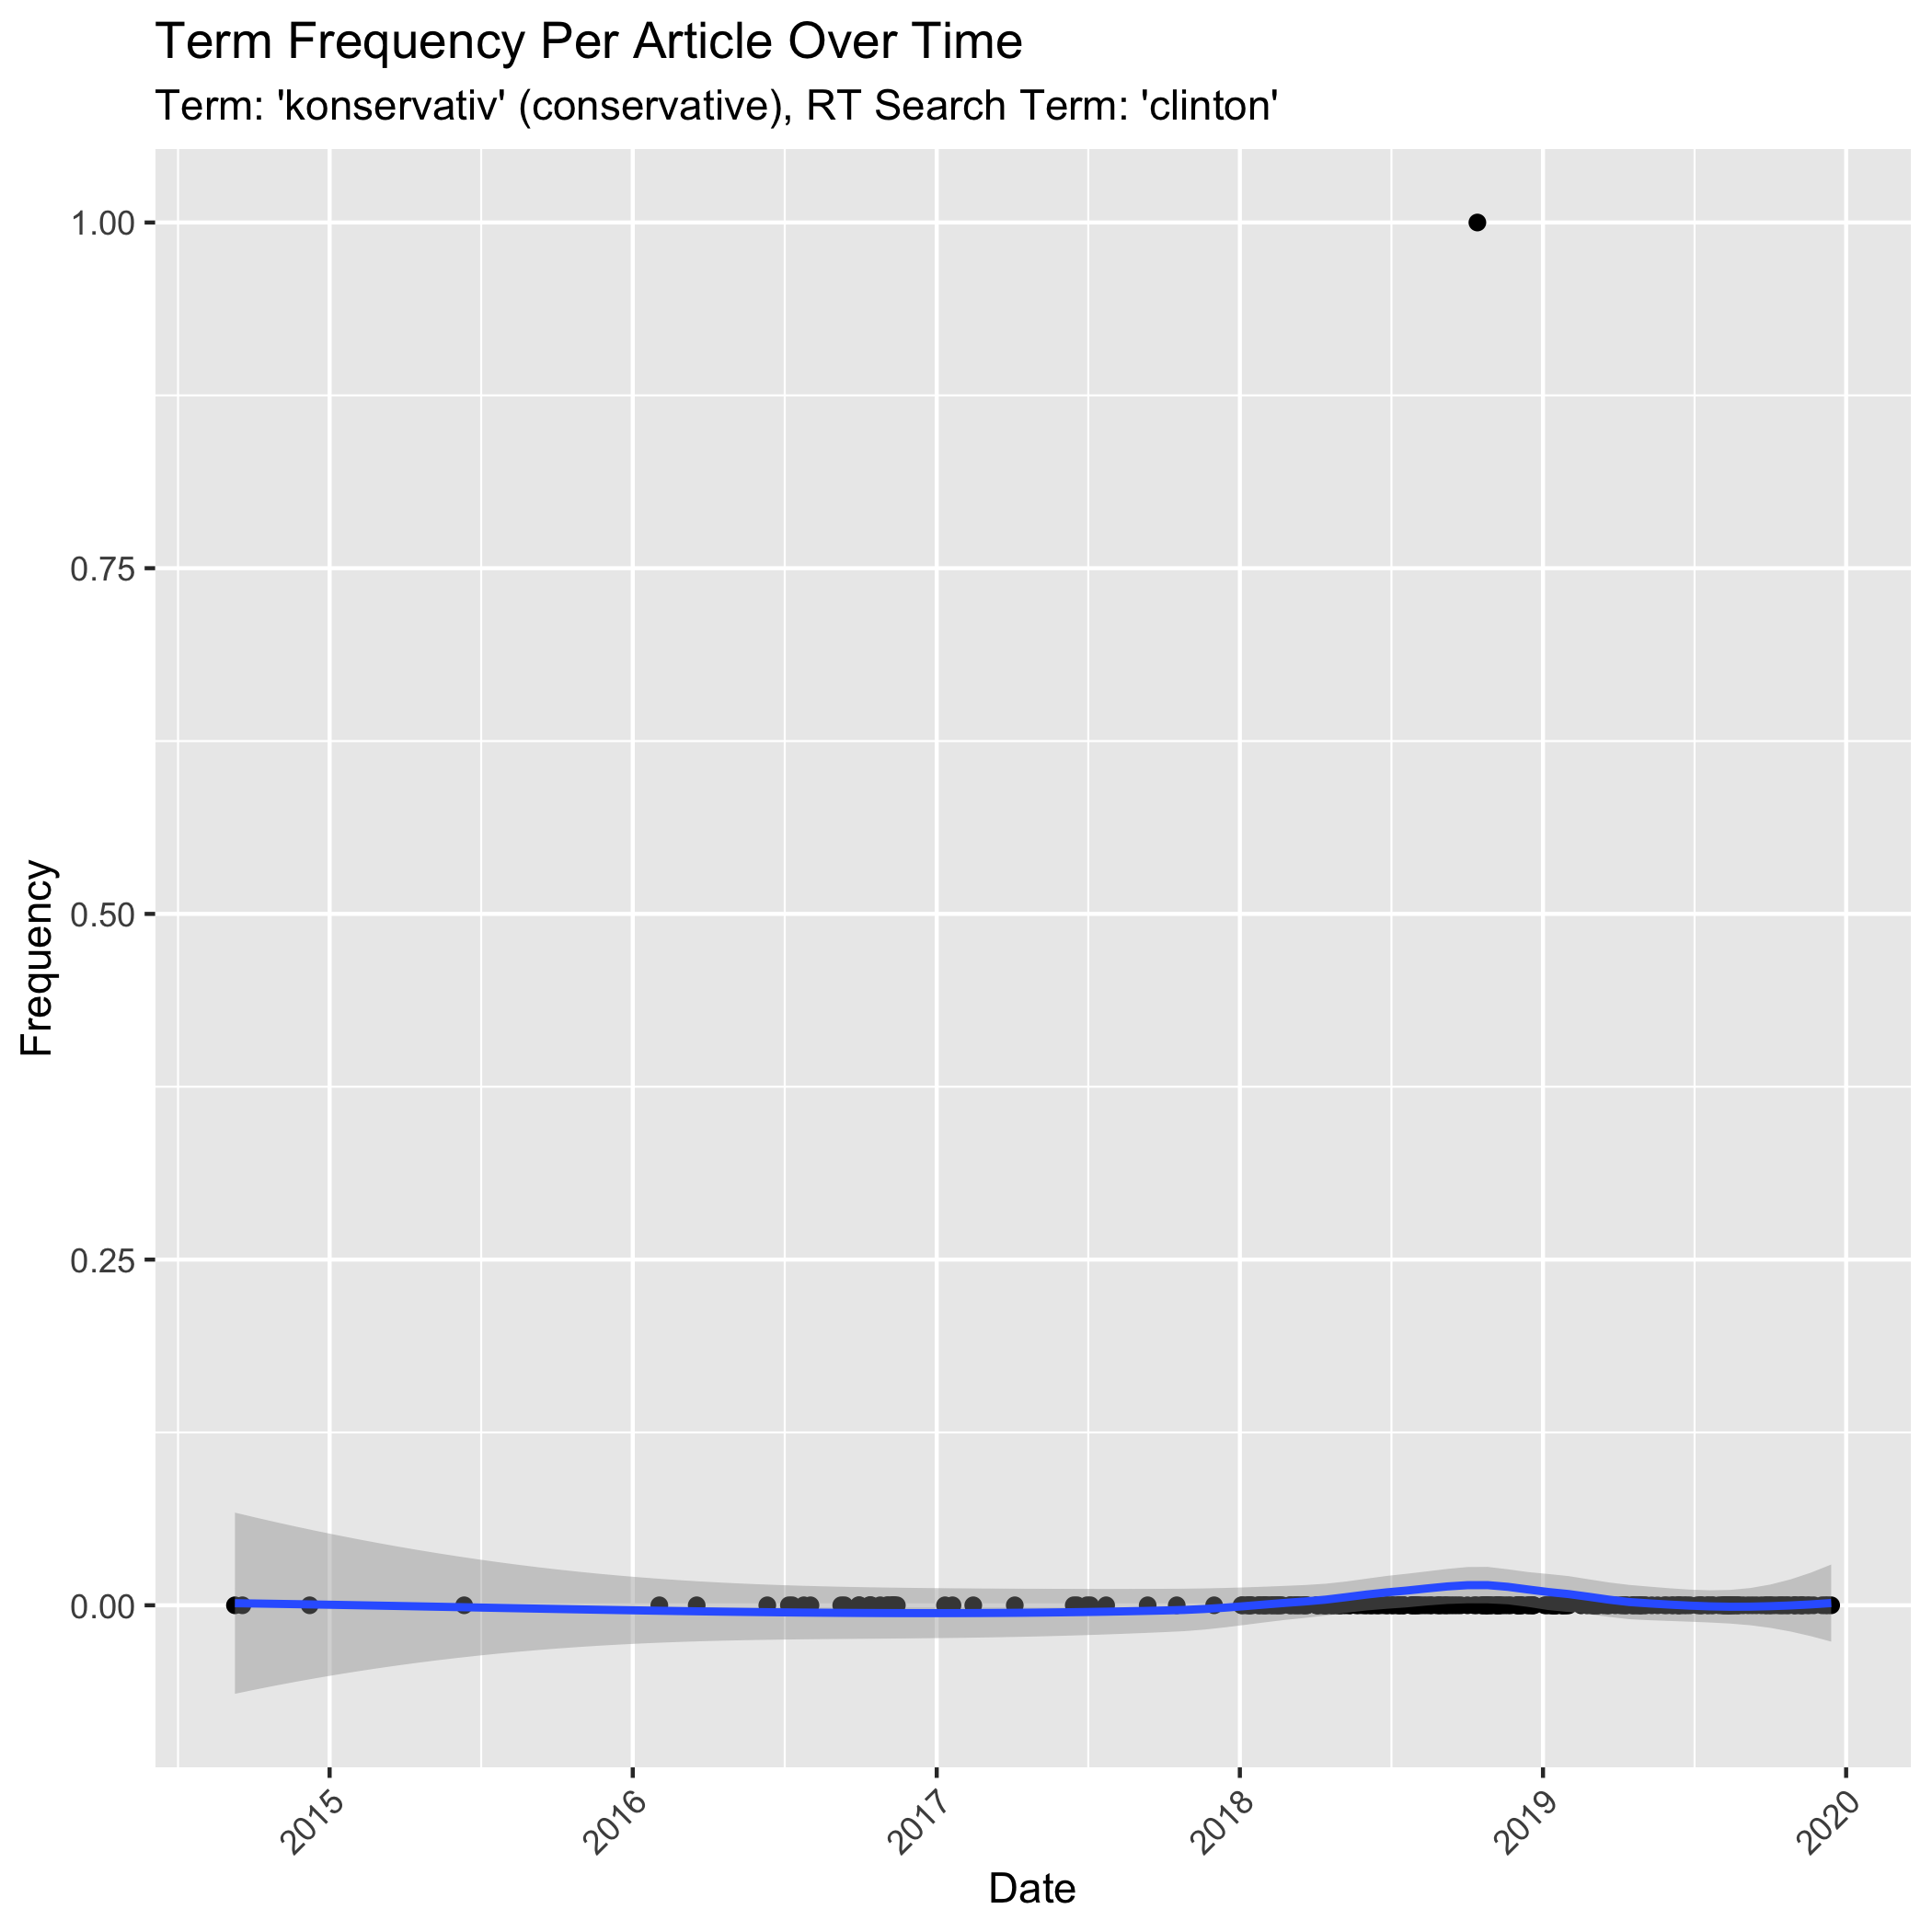 Term Frequency Per Article Over Time
Term: 'konservativ' (conservative), RT Search Term: 'clinton'
1.00
0.75
0.50
0.25
0.00
Frequency
2015
2016
2017
2018
2019
2020
Date